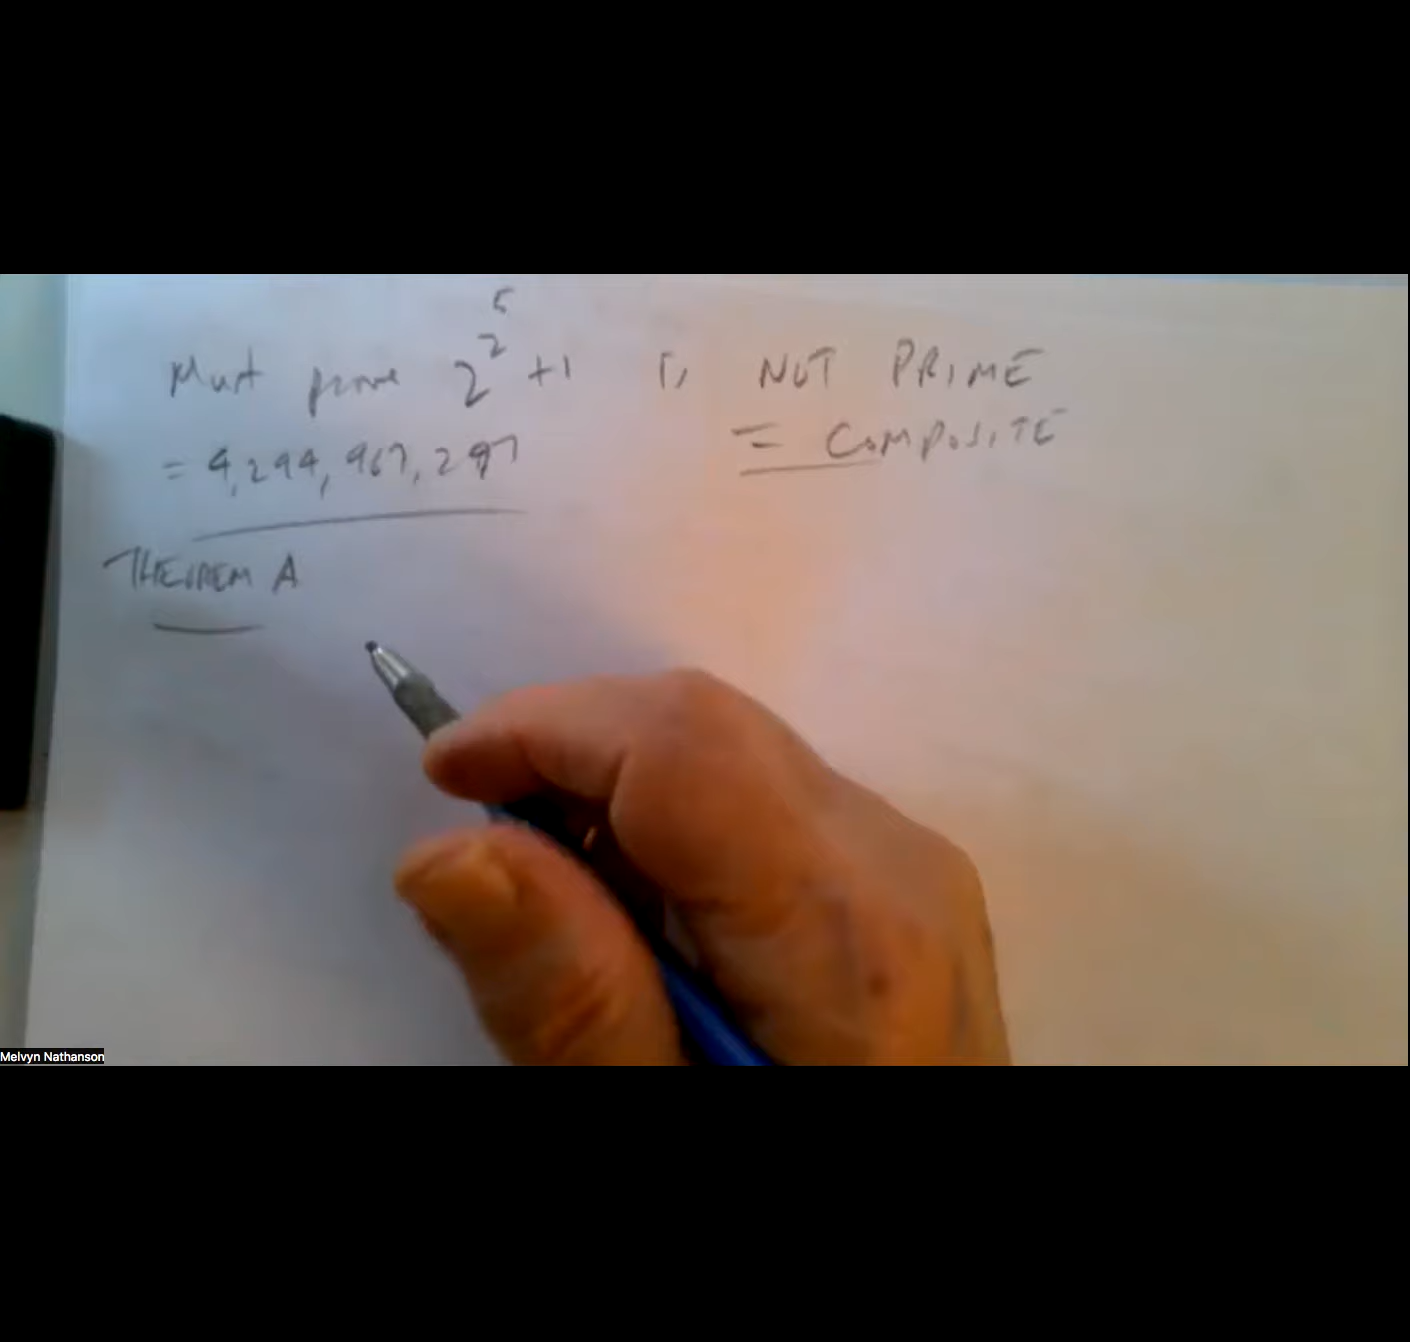 Must prove 2^2^5 + 1 is NOT PRIME
= 4,294,967,297 = COMPOSITE
THEOREM A
Melvyn Nathanson